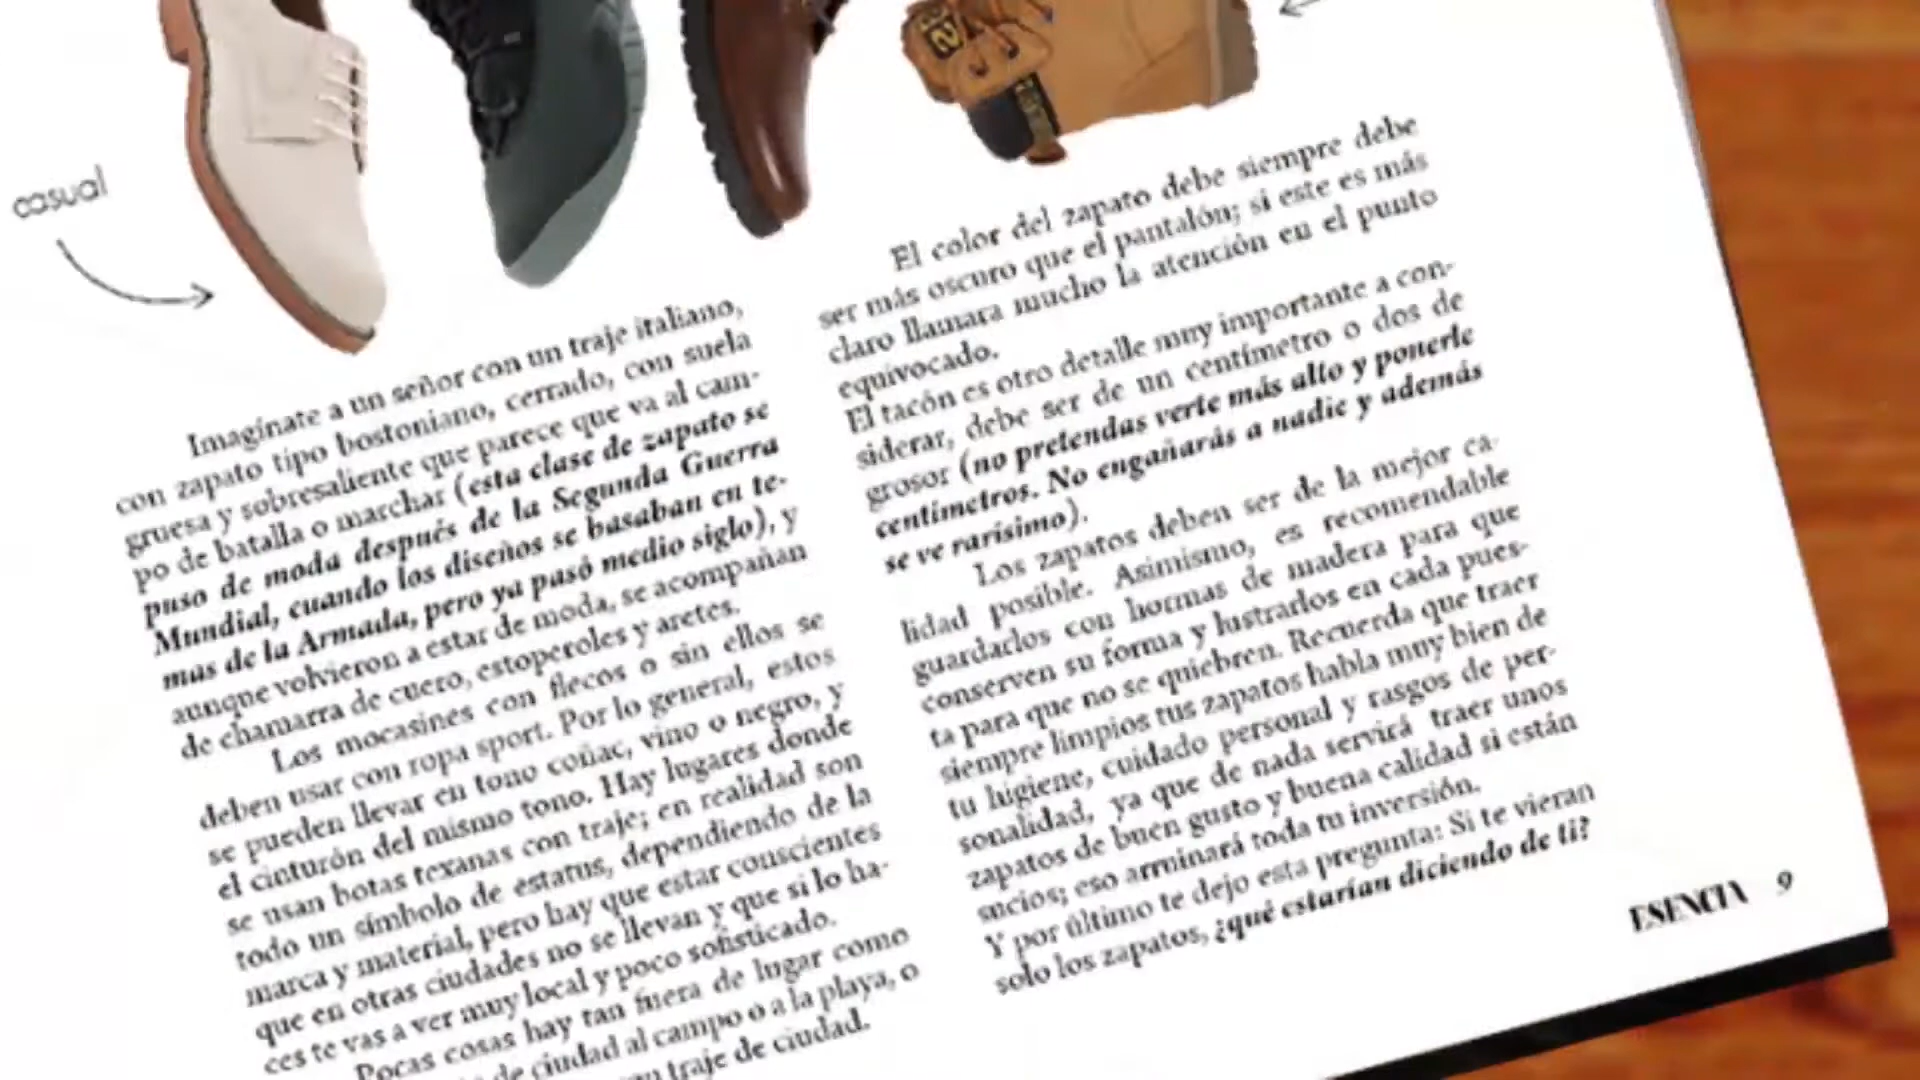 casual
Imagínate a un señor con un traje italiano,
con zapato tipo bostoniano, cerrado, con suela
gruesa y sobresaliente que parece que va al cam-
po de batalla o marchar (esta clase de zapato se
puso de moda después de la Segunda Guerra
Mundial, cuando los diseños se basaban en te-
mas de la Armada, pero ya pasó medio siglo), y
aunque volvieron a estar de moda, se acompañan
de chamarra de cuero, estoperoles y aretes.
Los mocasines con flecos o sin ellos se
deben usar con ropa sport. Por lo general, estos
se pueden llevar en tono coñac, vino o negro, y
el cinturón del mismo tono. Hay lugares donde
se usan botas texanas con traje; en realidad son
todo un símbolo de estatus, dependiendo de la
marca y material, pero hay que estar conscientes
que en otras ciudades no se llevan y que si lo ha-
ces te vas a ver muy local y poco sofisticado.
Pocas cosas hay tan fuera de lugar como
de ciudad al campo o a la playa, o
traje de ciudad.
El color del zapato debe siempre debe
ser más oscuro que el pantalón; si este es más
claro llamara mucho la atención en el punto
equivocado.
El tacón es otro detalle muy importante a con-
siderar, debe ser de un centímetro o dos de
grosor (no pretendas verte más alto y ponerle
centímetros. No engañarás a nadie y además
se ve rarísimo).
Los zapatos deben ser de la mejor ca-
lidad posible. Asimismo, es recomendable
guardarlos con hormas de madera para que
conserven su forma y lustrarlos en cada pues-
ta para que no se quiebren. Recuerda que traer
siempre limpios tus zapatos habla muy bien de
tu higiene, cuidado personal y rasgos de per-
sonalidad, ya que de nada servirá traer unos
zapatos de buen gusto y buena calidad si están
sucios; eso arruinará toda tu inversión.
Y por último te dejo esta pregunta: Si te vieran
solo los zapatos, ¿qué estarían diciendo de ti?
ESENCIA 9